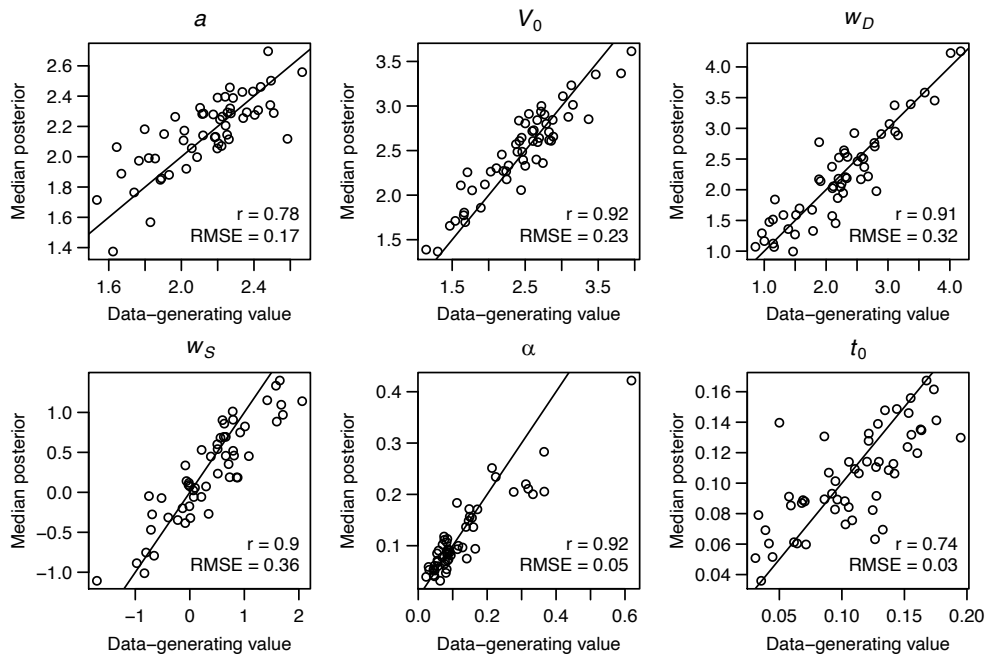 a
Median posterior
2.6
2.4
2.2
2.0
1.8
1.6
1.4
r = 0.78
RMSE = 0.17
1.6 2.0 2.4
Data−generating value
V0
Median posterior
3.5
3.0
2.5
2.0
1.5
r = 0.92
RMSE = 0.23
1.5 2.5 3.5
Data−generating value
wD
Median posterior
4.0
3.0
2.0
1.0
r = 0.91
RMSE = 0.32
1.0 2.0 3.0 4.0
Data−generating value
wS
Median posterior
1.0
0.5
0.0
−0.5
−1.0
r = 0.9
RMSE = 0.36
−1 0 1 2
Data−generating value
α
Median posterior
0.4
0.3
0.2
0.1
r = 0.92
RMSE = 0.05
0.0 0.2 0.4 0.6
Data−generating value
t0
Median posterior
0.16
0.14
0.12
0.10
0.08
0.06
0.04
r = 0.74
RMSE = 0.03
0.05 0.10 0.15 0.20
Data−generating value